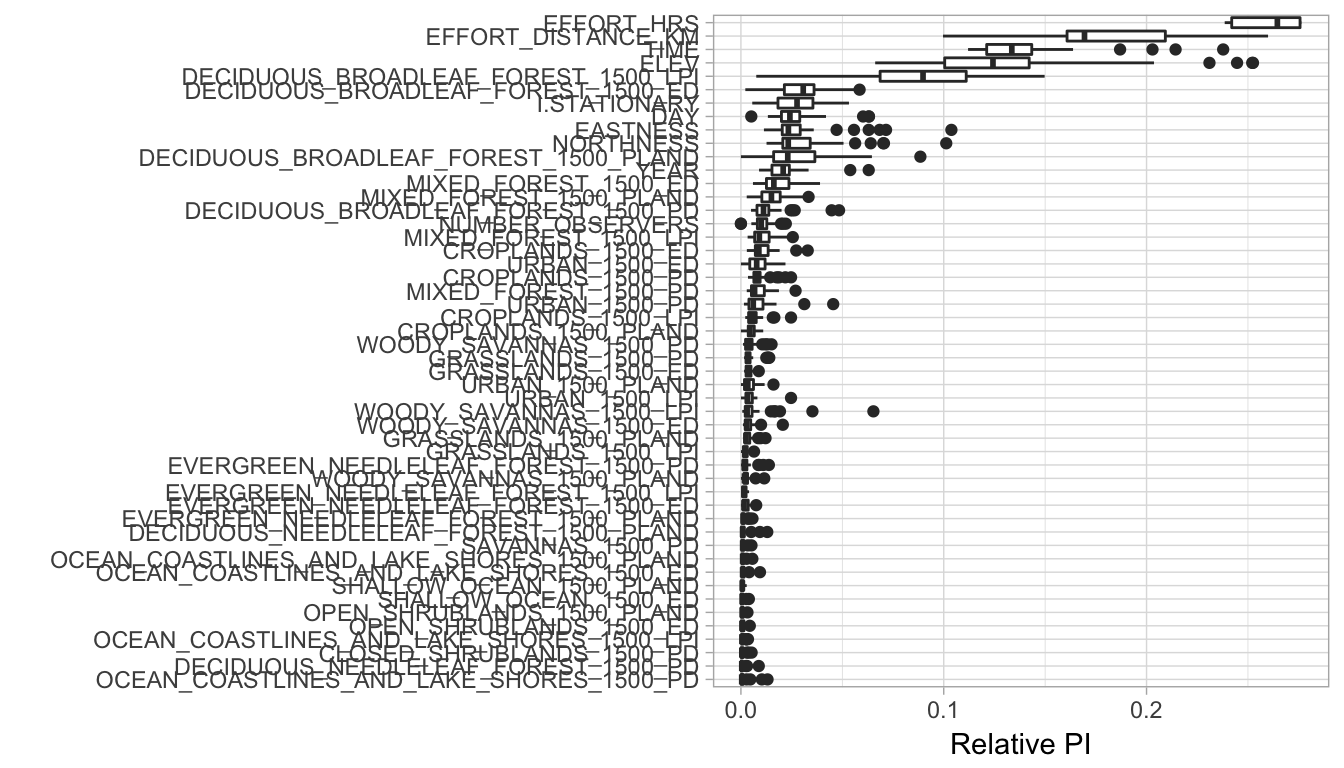 EFFORT_HRS
EFFORT_DISTANCE_KM
TIME
ELEV
DECIDUOUS_BROADLEAF_FOREST_1500_LPI
DECIDUOUS_BROADLEAF_FOREST_1500_ED
I.STATIONARY
DAY
EASTNESS
NORTHNESS
DECIDUOUS_BROADLEAF_FOREST_1500_PLAND
YEAR
MIXED_FOREST_1500_ED
MIXED_FOREST_1500_PLAND
DECIDUOUS_BROADLEAF_FOREST_1500_PD
NUMBER_OBSERVERS
MIXED_FOREST_1500_LPI
CROPLANDS_1500_ED
URBAN_1500_ED
CROPLANDS_1500_PD
MIXED_FOREST_1500_PD
URBAN_1500_PD
CROPLANDS_1500_LPI
CROPLANDS_1500_PLAND
WOODY_SAVANNAS_1500_PD
GRASSLANDS_1500_PD
GRASSLANDS_1500_ED
URBAN_1500_PLAND
URBAN_1500_LPI
WOODY_SAVANNAS_1500_LPI
WOODY_SAVANNAS_1500_ED
GRASSLANDS_1500_PLAND
GRASSLANDS_1500_LPI
EVERGREEN_NEEDLELEAF_FOREST_1500_PD
WOODY_SAVANNAS_1500_PLAND
EVERGREEN_NEEDLELEAF_FOREST_1500_LPI
EVERGREEN_NEEDLELEAF_FOREST_1500_ED
EVERGREEN_NEEDLELEAF_FOREST_1500_PLAND
DECIDUOUS_NEEDLELEAF_FOREST_1500_PLAND
SAVANNAS_1500_PD
OCEAN_COASTLINES_AND_LAKE_SHORES_1500_PLAND
OCEAN_COASTLINES_AND_LAKE_SHORES_1500_ED
SHALLOW_OCEAN_1500_PLAND
SHALLOW_OCEAN_1500_ED
OPEN_SHRUBLANDS_1500_PLAND
OPEN_SHRUBLANDS_1500_ED
OCEAN_COASTLINES_AND_LAKE_SHORES_1500_LPI
CLOSED_SHRUBLANDS_1500_PD
DECIDUOUS_NEEDLELEAF_FOREST_1500_PD
OCEAN_COASTLINES_AND_LAKE_SHORES_1500_PD
0.0 0.1 0.2
Relative PI